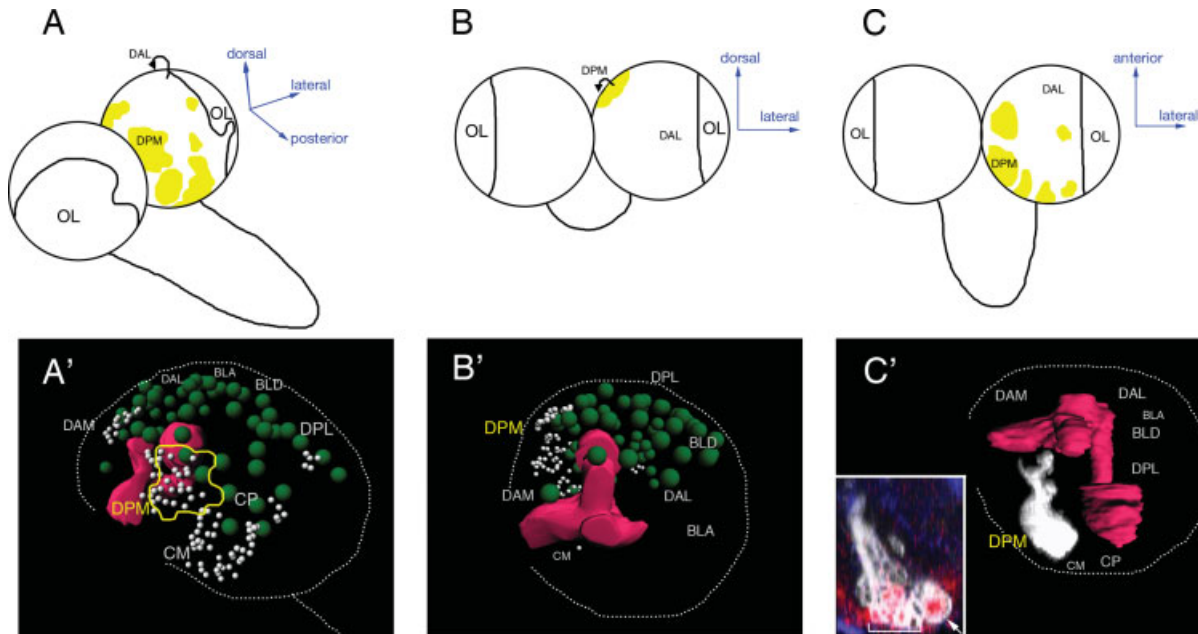 A
DAL
dorsal
lateral
posterior
OL
DPM
OL
B
DPM
dorsal
lateral
OL
DAL
OL
C
anterior
lateral
DAL
OL
OL
DPM
A'
DAL
BLA
BLD
DAM
DPL
DPM
CP
CM
B'
DPL
DPM
BLD
DAM
DAL
BLA
CM
C'
DAM
DAL
BLA
BLD
DPL
DPM
CM
CP